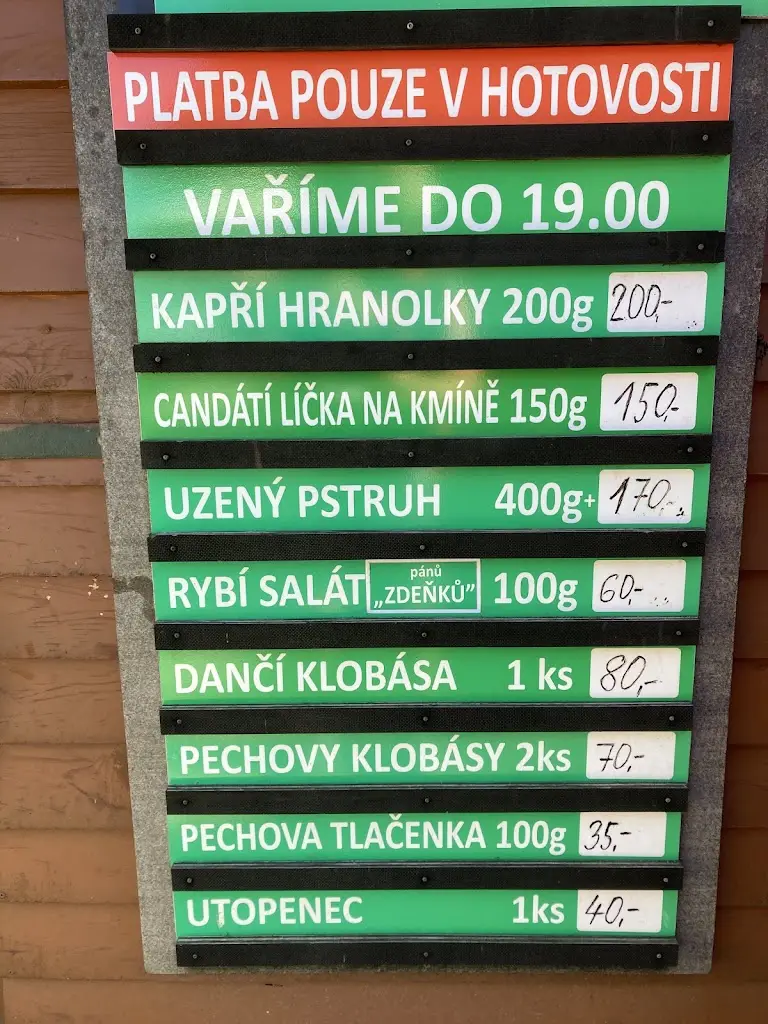 PLATBA POUZE V HOTOVOSTI
VAŘÍME DO 19.00
KAPŘÍ HRANOLKY 200g 200,-
CANDÁTÍ LÍČKA NA KMÍNĚ 150g 150,-
UZENÝ PSTRUH 400g+ 170,-
RYBÍ SALÁT pánů „ZDEŇKŮ” 100g 60,-
DANČÍ KLOBÁSA 1 ks 80,-
PECHOVY KLOBÁSY 2ks 70,-
PECHOVA TLAČENKA 100g 35,-
UTOPENEC 1ks 40,-